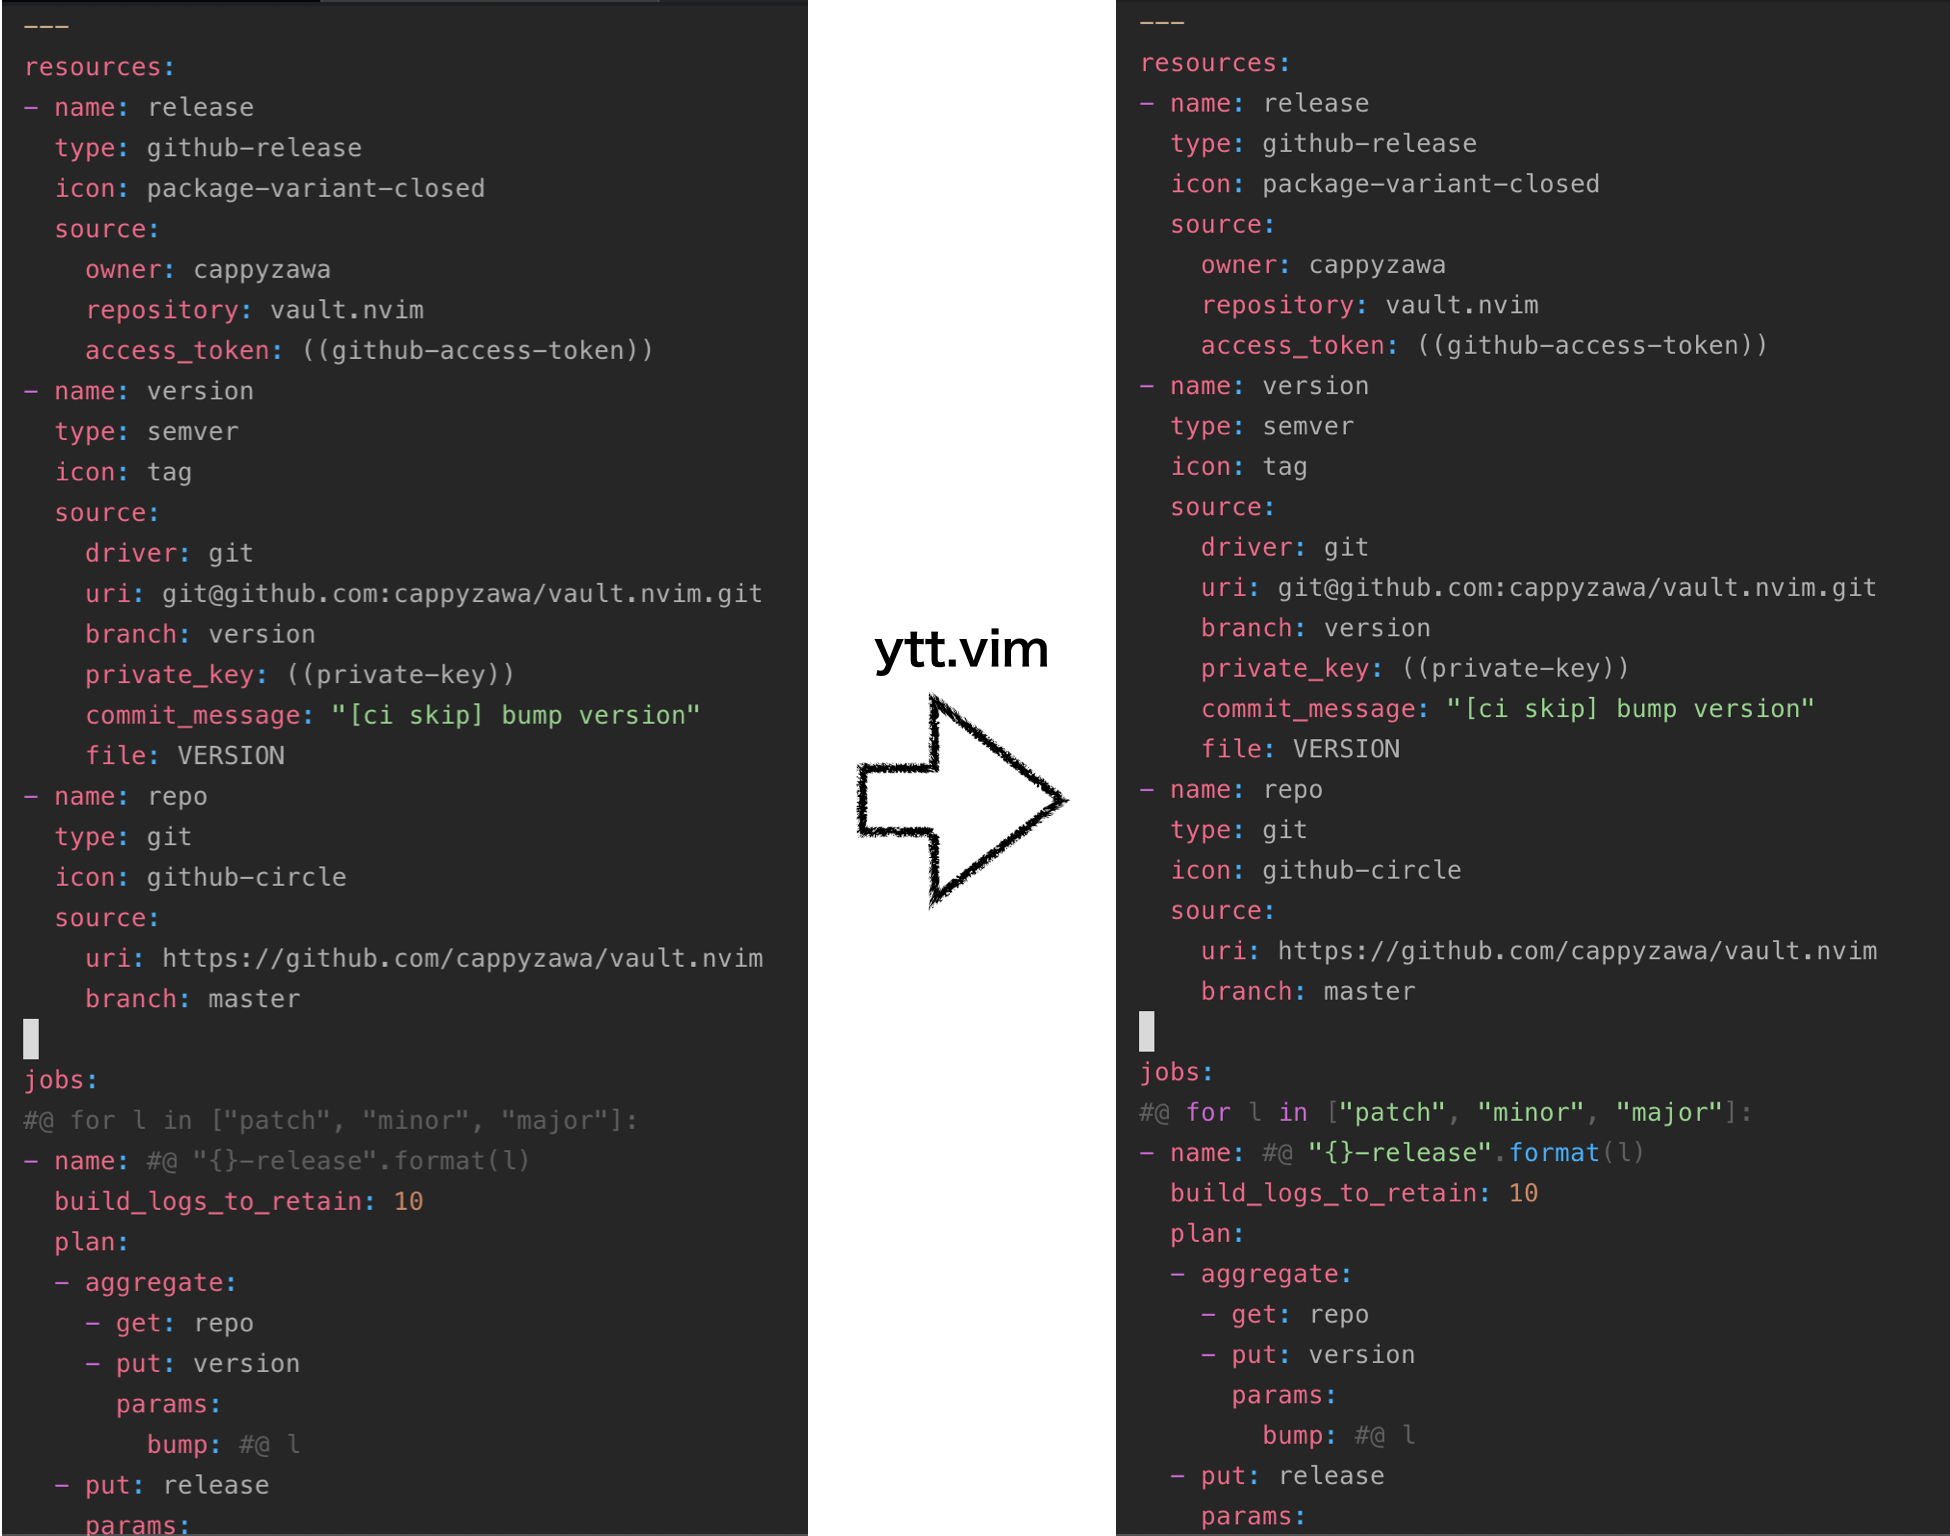 ---
resources:
- name: release
  type: github-release
  icon: package-variant-closed
  source:
    owner: cappyzawa
    repository: vault.nvim
    access_token: ((github-access-token))
- name: version
  type: semver
  icon: tag
  source:
    driver: git
    uri: git@github.com:cappyzawa/vault.nvim.git
    branch: version
    private_key: ((private-key))
    commit_message: "[ci skip] bump version"
    file: VERSION
- name: repo
  type: git
  icon: github-circle
  source:
    uri: https://github.com/cappyzawa/vault.nvim
    branch: master

jobs:
#@ for l in ["patch", "minor", "major"]:
- name: #@ "{}-release".format(l)
  build_logs_to_retain: 10
  plan:
  - aggregate:
    - get: repo
    - put: version
      params:
        bump: #@ l
  - put: release
    params:
ytt.vim
---
resources:
- name: release
  type: github-release
  icon: package-variant-closed
  source:
    owner: cappyzawa
    repository: vault.nvim
    access_token: ((github-access-token))
- name: version
  type: semver
  icon: tag
  source:
    driver: git
    uri: git@github.com:cappyzawa/vault.nvim.git
    branch: version
    private_key: ((private-key))
    commit_message: "[ci skip] bump version"
    file: VERSION
- name: repo
  type: git
  icon: github-circle
  source:
    uri: https://github.com/cappyzawa/vault.nvim
    branch: master

jobs:
#@ for l in ["patch", "minor", "major"]:
- name: #@ "{}-release".format(l)
  build_logs_to_retain: 10
  plan:
  - aggregate:
    - get: repo
    - put: version
      params:
        bump: #@ l
  - put: release
    params: